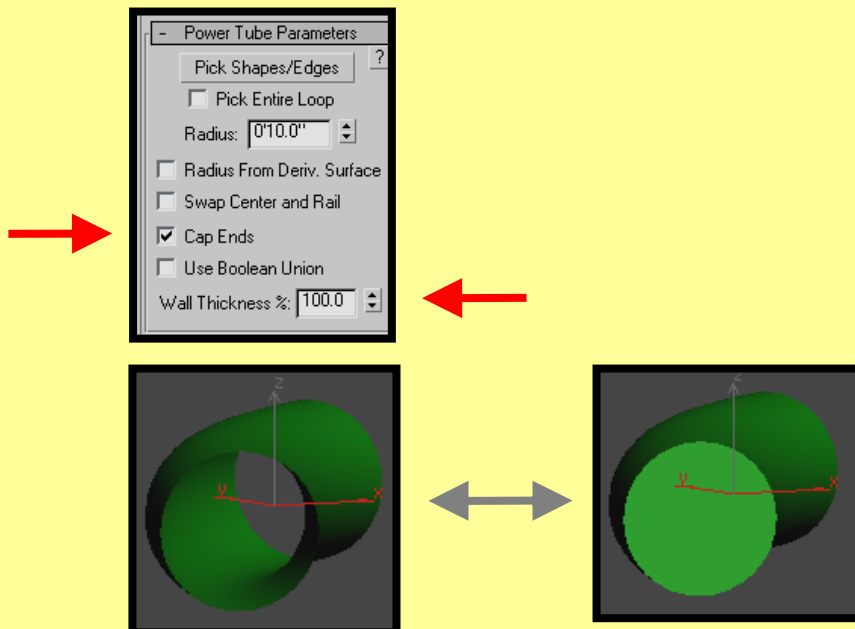 - Power Tube Parameters
?
Pick Shapes/Edges
Pick Entire Loop
Radius: 0'10.0"
Radius From Deriv. Surface
Swap Center and Rail
Cap Ends
Use Boolean Union
Wall Thickness %: 100.0
z
y x
z
y x